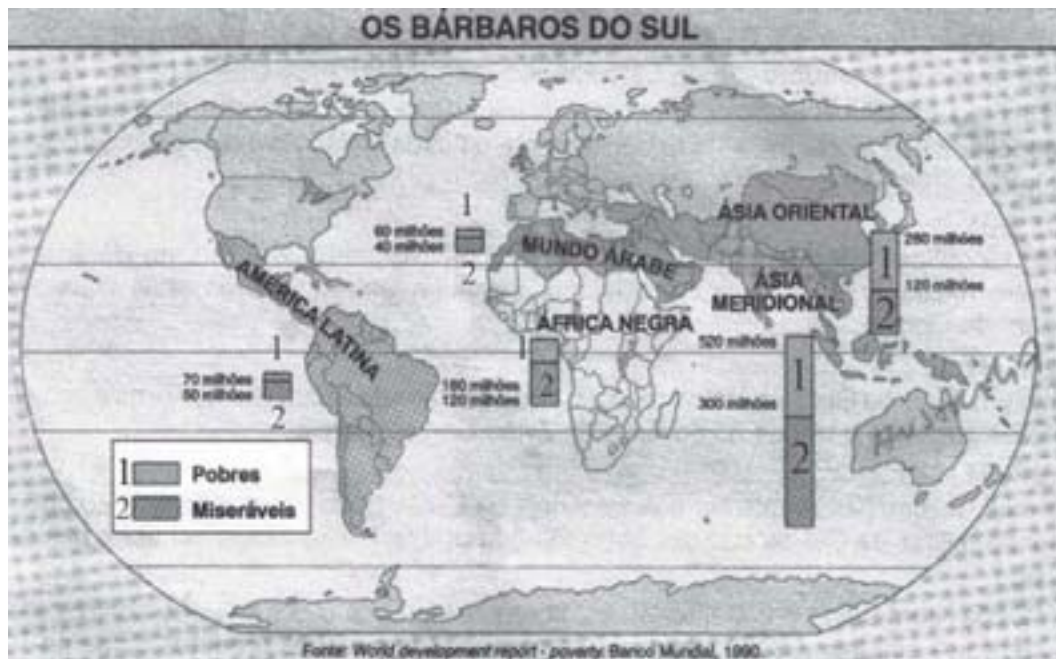 OS BÁRBAROS DO SUL
ÁSIA ORIENTAL
1
60 milhões
40 milhões
2
MUNDO ÁRABE
1
280 milhões
120 milhões
2
ÁSIA
MERIDIONAL
AMÉRICA LATINA
ÁFRICA NEGRA
1
2
180 milhões
120 milhões
520 milhões
300 milhões
1
2
1
70 milhões
50 milhões
2
1 Pobres
2 Miseráveis
Fonte: World development report - poverty. Banco Mundial, 1990.